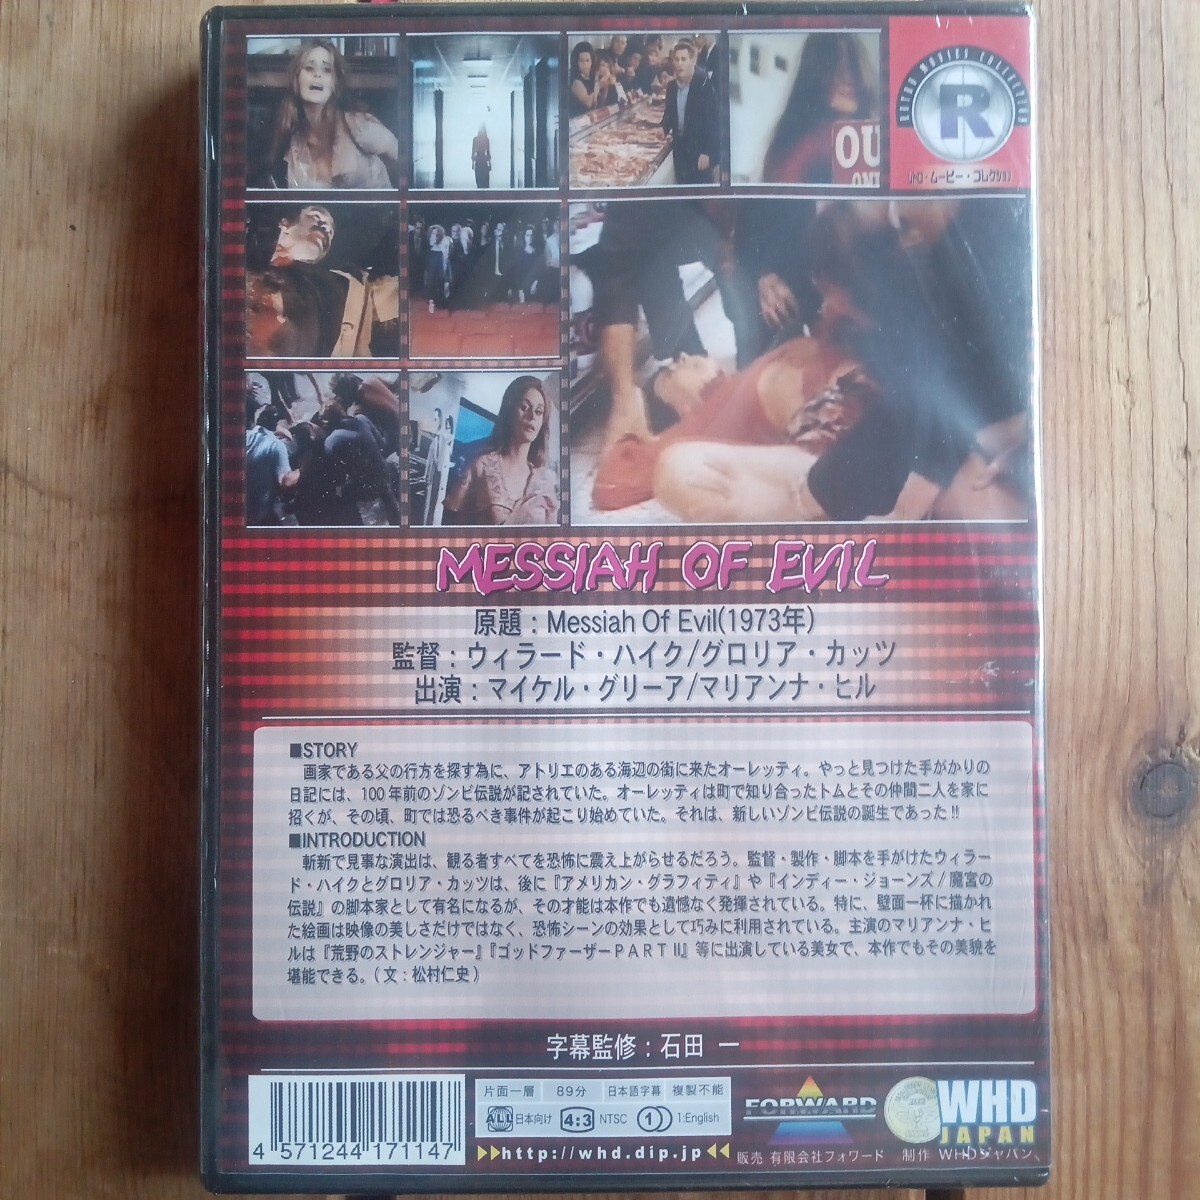 RETRO MOVIES COLLECTION
R
レトロ・ムービー・コレクション
OU
ONE
MESSIAH OF EVIL
原題：Messiah Of Evil(1973年)
監督：ウィラード・ハイク/グロリア・カッツ
出演：マイケル・グリーア/マリアンナ・ヒル
■STORY
画家である父の行方を探す為に、アトリエのある海辺の街に来たオーレッティ。やっと見つけた手がかりの
日記には、100年前のゾンビ伝説が記されていた。オーレッティは町で知り合ったトムとその仲間二人を家に
招くが、その頃、町では恐るべき事件が起こり始めていた。それは、新しいゾンビ伝説の誕生であった!!
■INTRODUCTION
斬新で見事な演出は、観る者すべてを恐怖に震え上がらせるだろう。監督・製作・脚本を手がけたウィラー
ド・ハイクとグロリア・カッツは、後に『アメリカン・グラフィティ』や『インディー・ジョーンズ/魔宮の
伝説』の脚本家として有名になるが、その才能は本作でも遺憾なく発揮されている。特に、壁面一杯に描かれ
た絵画は映像の美しさだけではなく、恐怖シーンの効果として巧みに利用されている。主演のマリアンナ・ヒ
ルは『荒野のストレンジャー』『ゴッドファーザーＰＡＲＴⅡ』等に出演している美女で、本作でもその美貌を
堪能できる。(文：松村仁史)
字幕監修：石田 一
片面一層 89分 日本語字幕 複製不能
ALL 日本向け 4:3 NTSC 1 1:English
http://whd.dip.jp
4 571244 171147
FORWARD
WHD
JAPAN
販売 有限会社フォワード 制作 WHDジャパン